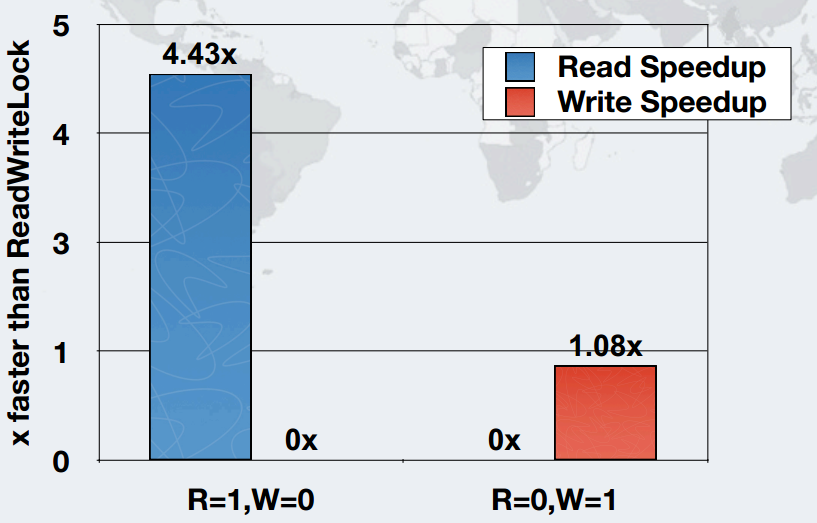 x faster than ReadWriteLock
5
4
3
1
0
4.43x
0x
0x
1.08x
Read Speedup
Write Speedup
R=1,W=0
R=0,W=1